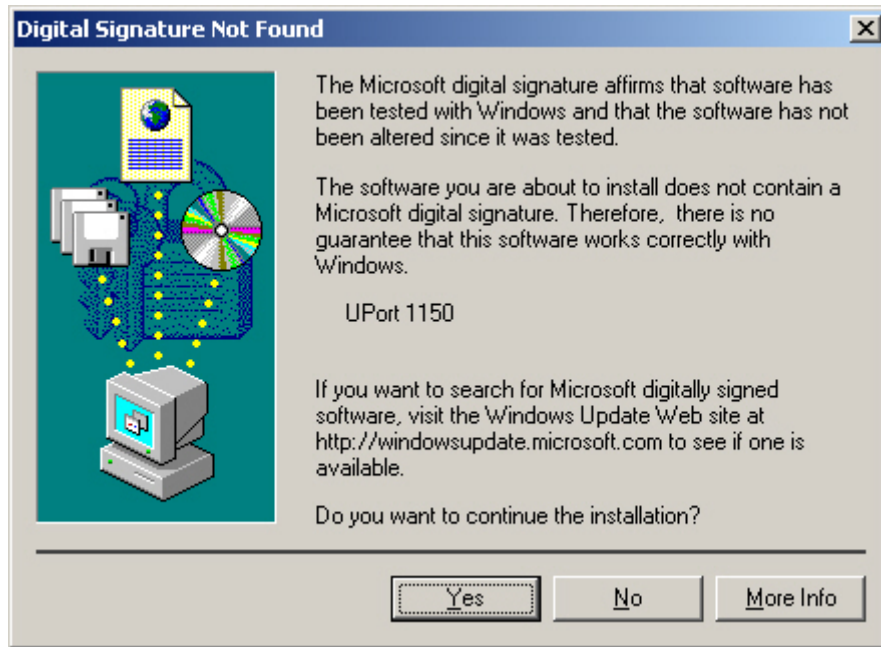 Digital Signature Not Found
The Microsoft digital signature affirms that software has
been tested with Windows and that the software has not
been altered since it was tested.
The software you are about to install does not contain a
Microsoft digital signature. Therefore,  there is no
guarantee that this software works correctly with
Windows.
UPort 1150
If you want to search for Microsoft digitally signed
software, visit the Windows Update Web site at
http://windowsupdate.microsoft.com to see if one is
available.
Do you want to continue the installation?
Yes No More Info